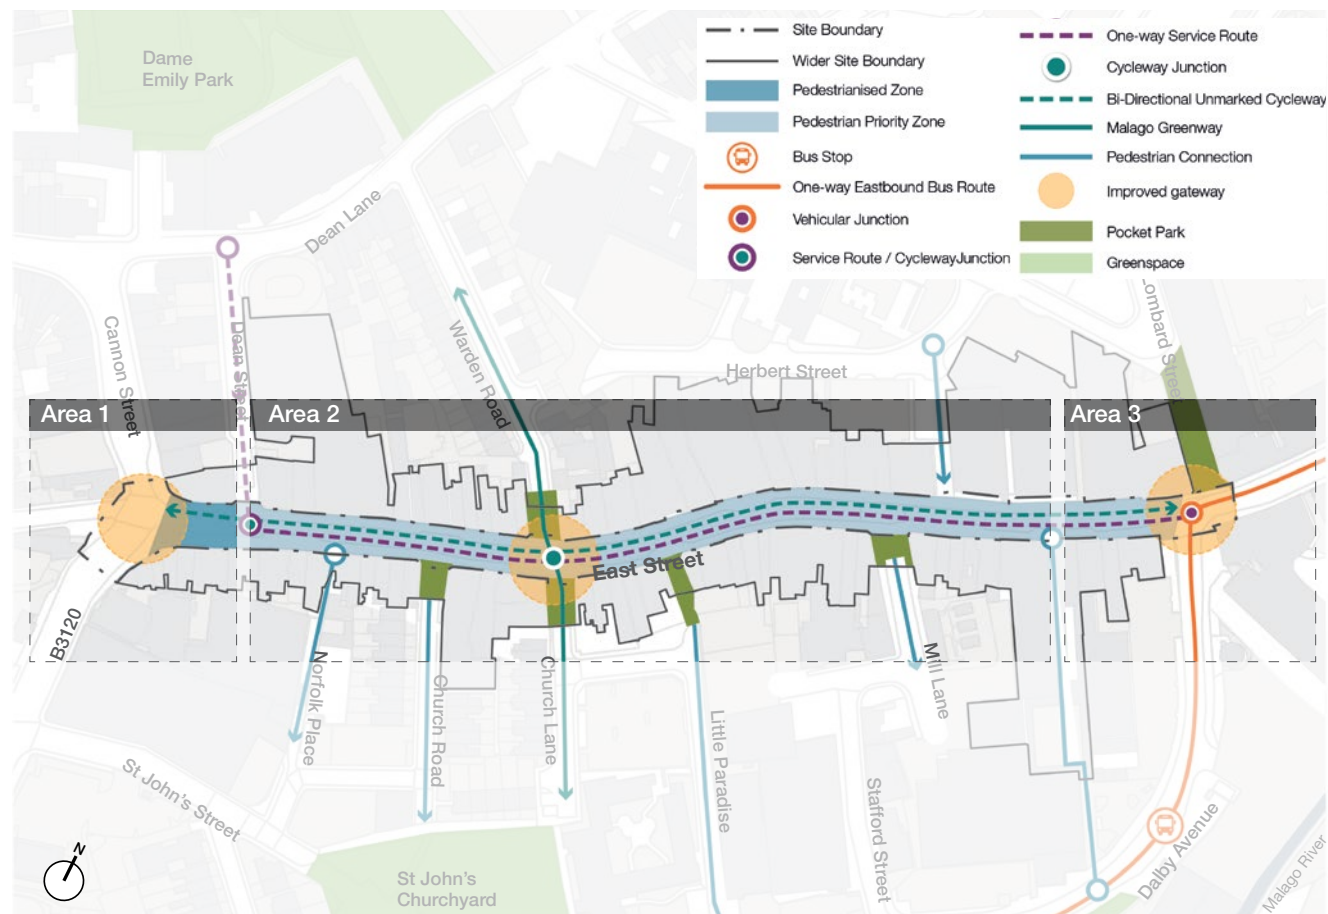 Dame
Emily Park
Site Boundary
Wider Site Boundary
Pedestrianised Zone
Pedestrian Priority Zone
Bus Stop
One-way Eastbound Bus Route
Vehicular Junction
Service Route / CyclewayJunction
One-way Service Route
Cycleway Junction
Bi-Directional Unmarked Cycleway
Malago Greenway
Pedestrian Connection
Improved gateway
Pocket Park
Greenspace
Dean Lane
Cannon Street
Dean Street
Warden Road
Herbert Street
Lombard Street
Area 1
Area 2
Area 3
East Street
B3120
Norfolk Place
Church Road
Church Lane
Little Paradise
Mill Lane
St John's Street
Stafford Street
Dalby Avenue
Malago River
St John's
Churchyard
N